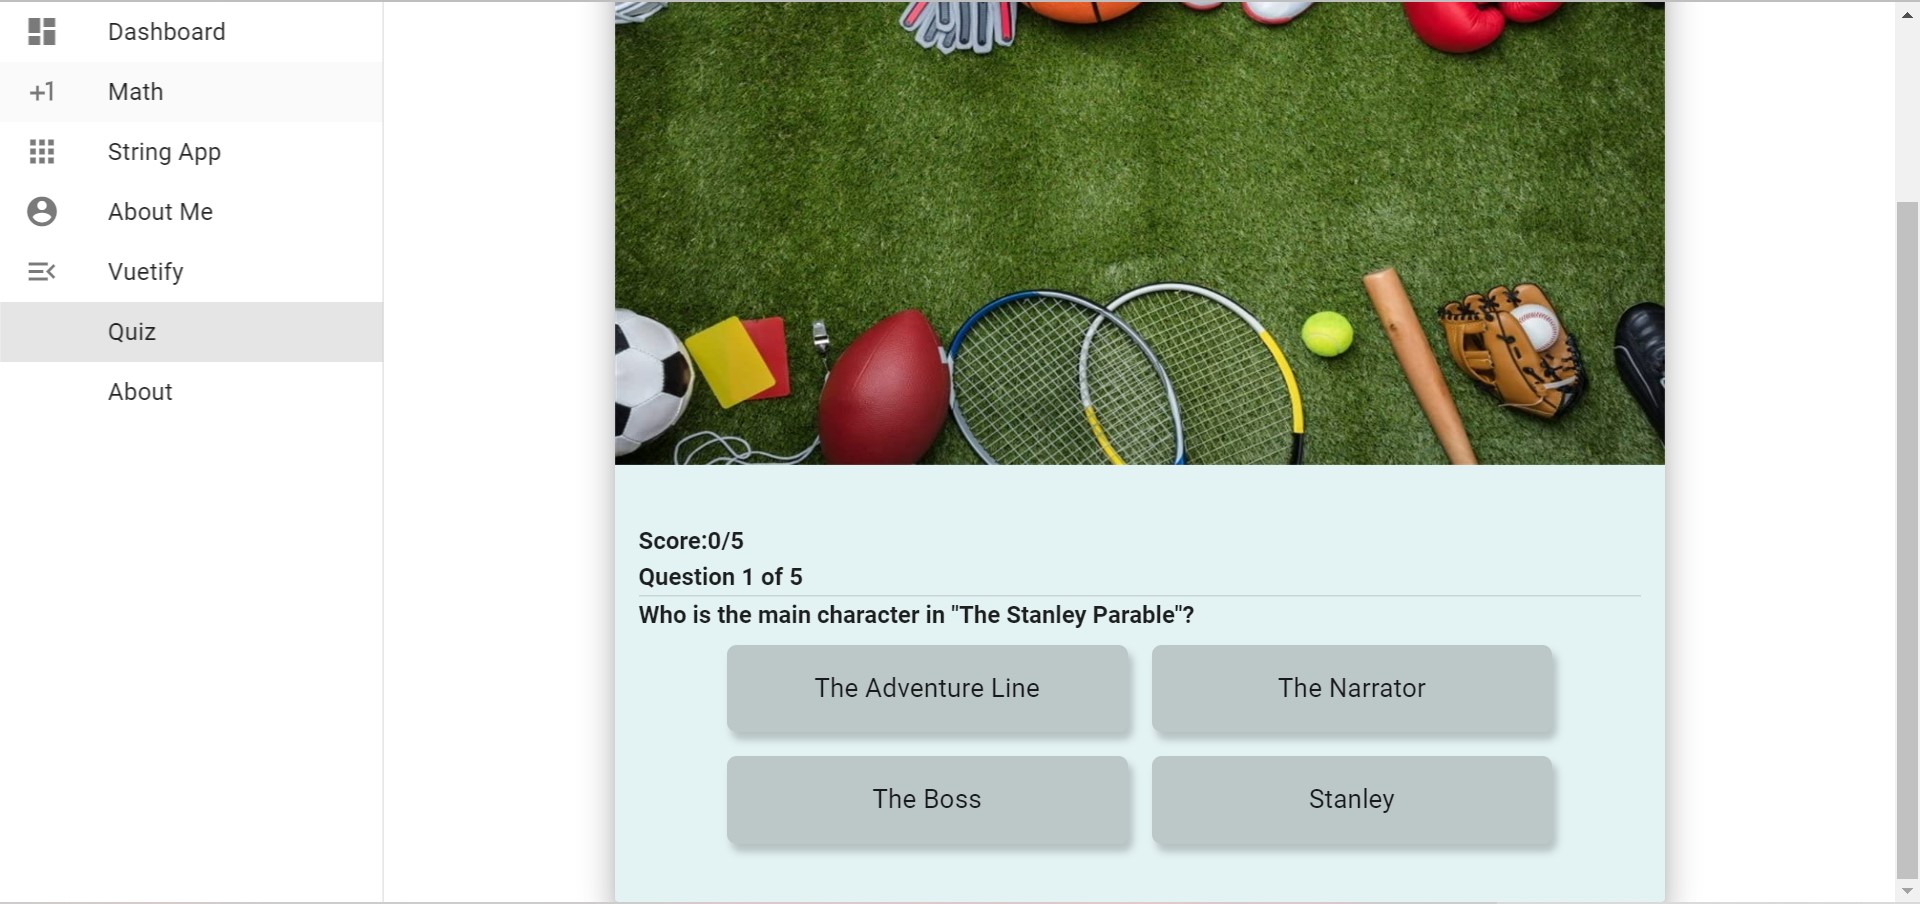 Dashboard
+1 Math
String App
About Me
Vuetify
Quiz
About
Score:0/5
Question 1 of 5
Who is the main character in "The Stanley Parable"?
The Adventure Line
The Narrator
The Boss
Stanley